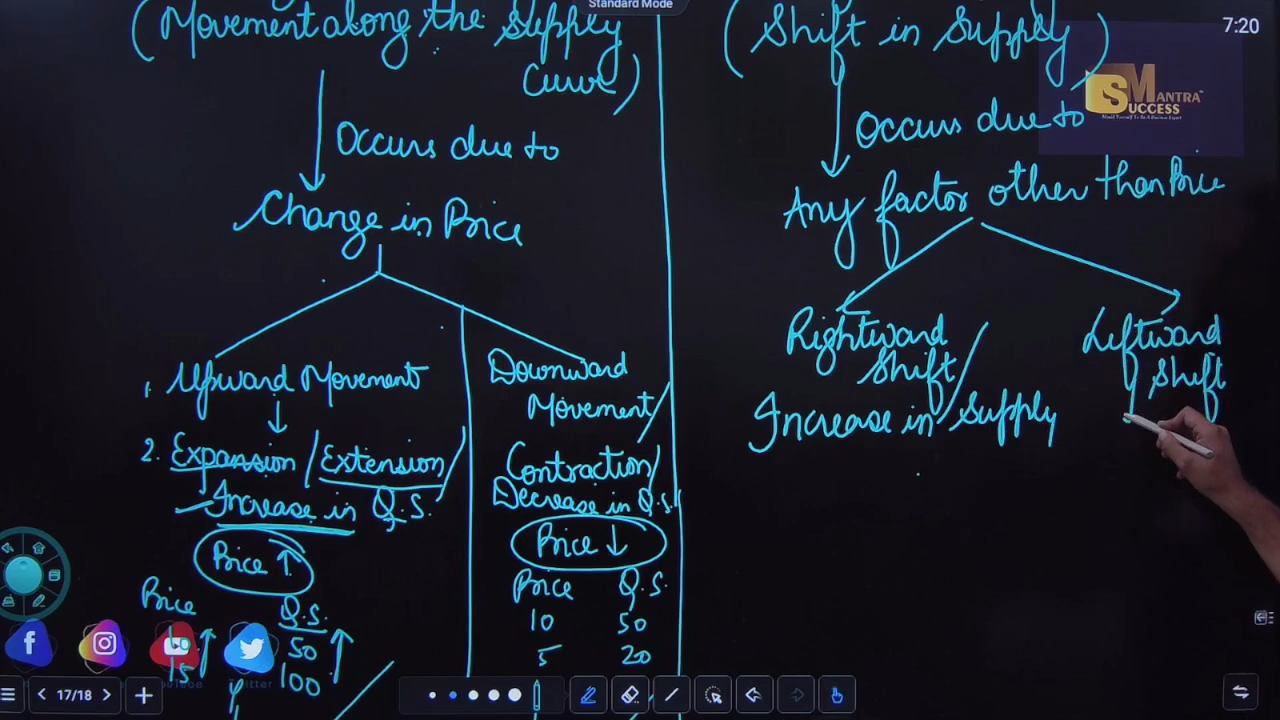 Standard Mode
7:20
(Movement along the Supply
Curve)
Occurs due to
Change in Price
1. Upward Movement
2. Expansion / Extension /
Increase in Q.S.
Price ↑
Price Q.S.
50
15 100
Downward
Movement /
Contraction /
Decrease in Q.S.
Price ↓
Price Q.S.
10 50
5 20
(Shift in Supply)
SMANTRA
SUCCESS
Occurs due to
Any factor other than Price
Rightward
Shift /
Increase in Supply
Leftward
Shift
17/18